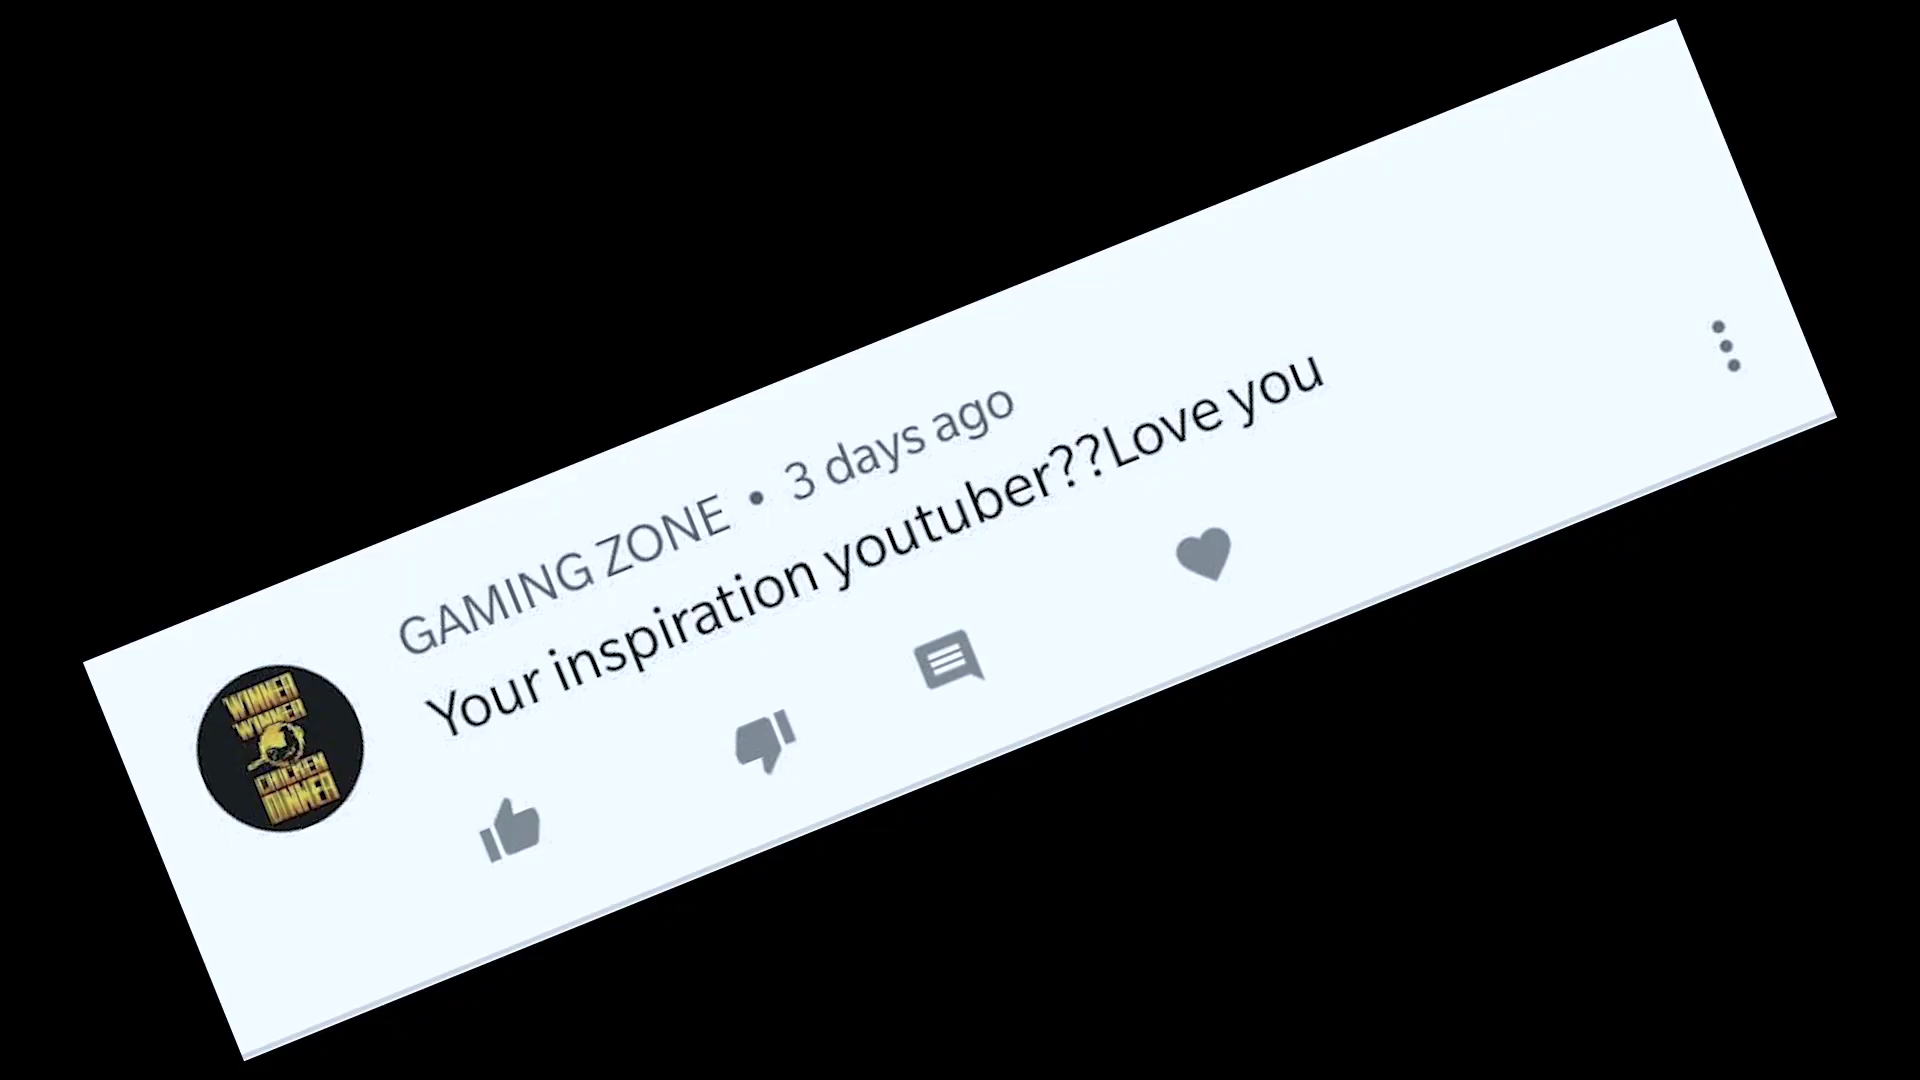 GAMING ZONE • 3 days ago
Your inspiration youtuber??Love you
WINNER
WINNER
CHICKEN
DINNER